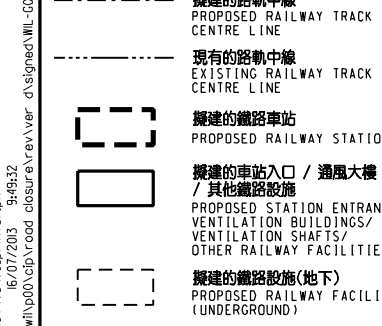 擬建的路軌中線
PROPOSED RAILWAY TRACK
CENTRE LINE
現有的路軌中線
EXISTING RAILWAY TRACK
CENTRE LINE
擬建的鐵路車站
PROPOSED RAILWAY STATIO
擬建的車站入口 / 通風大樓
/ 其他鐵路設施
PROPOSED STATION ENTRAN
VENTILATION BUILDINGS/
VENTILATION SHAFTS/
OTHER RAILWAY FACILITIE
擬建的鐵路設施(地下)
PROPOSED RAILWAY FACILI
(UNDERGROUND)
16/07/2013 9:49:32
wil\p00\cip\road closure\rev\ver d\signed\WIL-GO